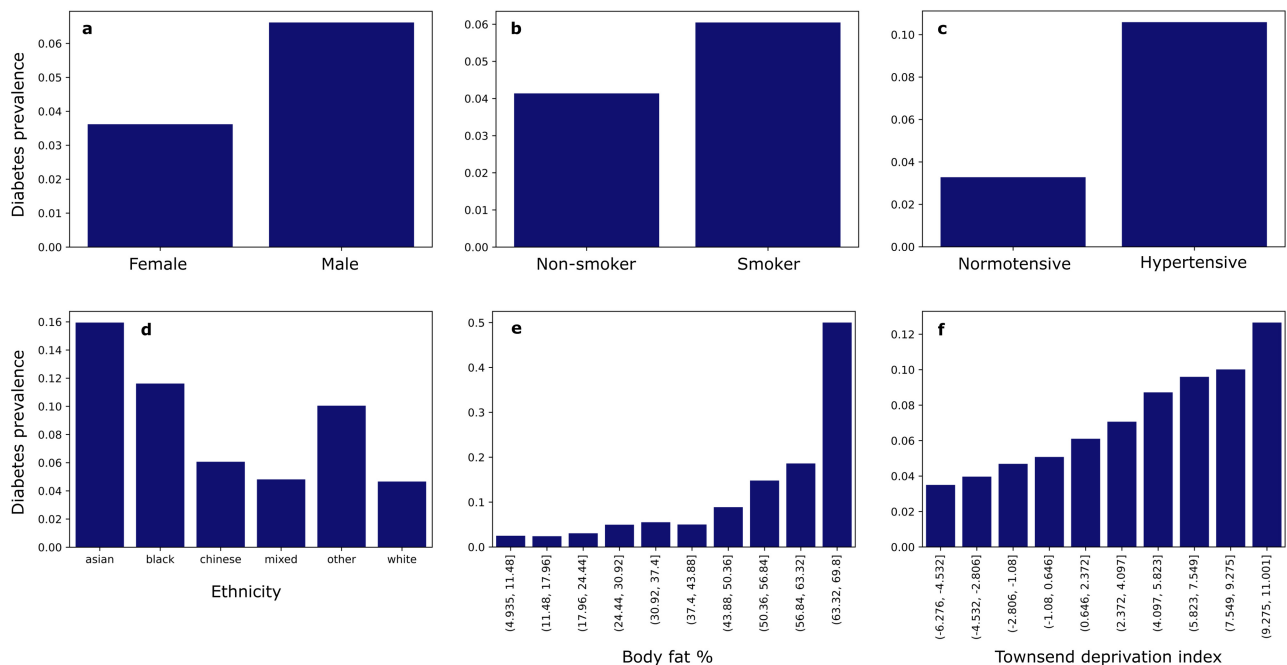 a
Diabetes prevalence
0.06
0.05
0.04
0.03
0.02
0.01
0.00
Female
Male
b
0.06
0.05
0.04
0.03
0.02
0.01
0.00
Non-smoker
Smoker
c
0.10
0.08
0.06
0.04
0.02
0.00
Normotensive
Hypertensive
d
Diabetes prevalence
0.16
0.14
0.12
0.10
0.08
0.06
0.04
0.02
0.00
asian
black
chinese
mixed
other
white
Ethnicity
e
0.5
0.4
0.3
0.2
0.1
0.0
(4.935, 11.48]
(11.48, 17.96]
(17.96, 24.44]
(24.44, 30.92]
(30.92, 37.4]
(37.4, 43.88]
(43.88, 50.36]
(50.36, 56.84]
(56.84, 63.32]
(63.32, 69.8]
Body fat %
f
0.12
0.10
0.08
0.06
0.04
0.02
0.00
(-6.276, -4.532]
(-4.532, -2.806]
(-2.806, -1.08]
(-1.08, 0.646]
(0.646, 2.372]
(2.372, 4.097]
(4.097, 5.823]
(5.823, 7.549]
(7.549, 9.275]
(9.275, 11.001]
Townsend deprivation index